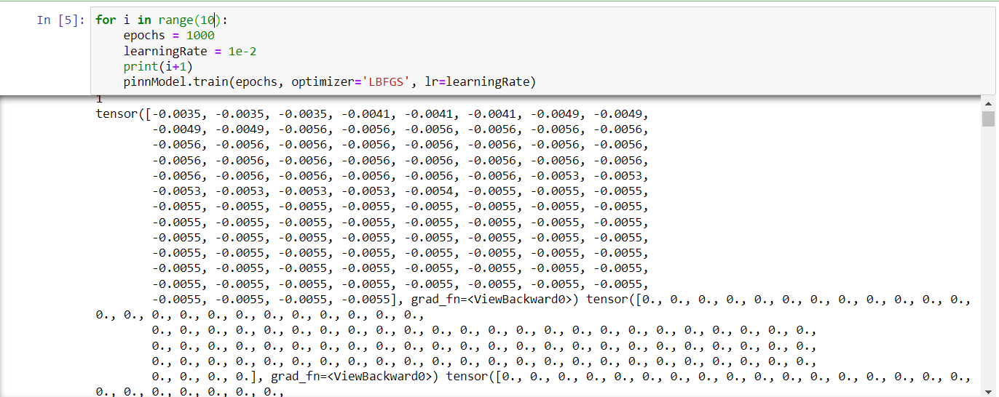 In [5]: for i in range(10):
epochs = 1000
learningRate = 1e-2
print(i+1)
pinnModel.train(epochs, optimizer='LBFGS', lr=learningRate)
1
tensor([-0.0035, -0.0035, -0.0035, -0.0041, -0.0041, -0.0041, -0.0049, -0.0049,
-0.0049, -0.0049, -0.0056, -0.0056, -0.0056, -0.0056, -0.0056, -0.0056,
-0.0056, -0.0056, -0.0056, -0.0056, -0.0056, -0.0056, -0.0056, -0.0056,
-0.0056, -0.0056, -0.0056, -0.0056, -0.0056, -0.0056, -0.0056, -0.0056,
-0.0056, -0.0056, -0.0056, -0.0056, -0.0056, -0.0056, -0.0053, -0.0053,
-0.0053, -0.0053, -0.0053, -0.0053, -0.0054, -0.0055, -0.0055, -0.0055,
-0.0055, -0.0055, -0.0055, -0.0055, -0.0055, -0.0055, -0.0055, -0.0055,
-0.0055, -0.0055, -0.0055, -0.0055, -0.0055, -0.0055, -0.0055, -0.0055,
-0.0055, -0.0055, -0.0055, -0.0055, -0.0055, -0.0055, -0.0055, -0.0055,
-0.0055, -0.0055, -0.0055, -0.0055, -0.0055, -0.0055, -0.0055, -0.0055,
-0.0055, -0.0055, -0.0055, -0.0055, -0.0055, -0.0055, -0.0055, -0.0055,
-0.0055, -0.0055, -0.0055, -0.0055, -0.0055, -0.0055, -0.0055, -0.0055,
-0.0055, -0.0055, -0.0055, -0.0055], grad_fn=<ViewBackward0>) tensor([0., 0., 0., 0., 0., 0., 0., 0., 0., 0., 0., 0.,
0., 0., 0., 0., 0., 0., 0., 0., 0., 0., 0., 0.,
0., 0., 0., 0., 0., 0., 0., 0., 0., 0., 0., 0., 0., 0., 0., 0., 0., 0., 0., 0., 0., 0., 0., 0.,
0., 0., 0., 0., 0., 0., 0., 0., 0., 0., 0., 0., 0., 0., 0., 0., 0., 0., 0., 0., 0., 0., 0., 0.,
0., 0., 0., 0., 0., 0., 0., 0., 0., 0., 0., 0., 0., 0., 0., 0., 0., 0., 0., 0., 0., 0., 0., 0.,
0., 0., 0., 0.], grad_fn=<ViewBackward0>) tensor([0., 0., 0., 0., 0., 0., 0., 0., 0., 0., 0., 0., 0., 0., 0., 0., 0.,
0., 0., 0., 0., 0., 0., 0.,